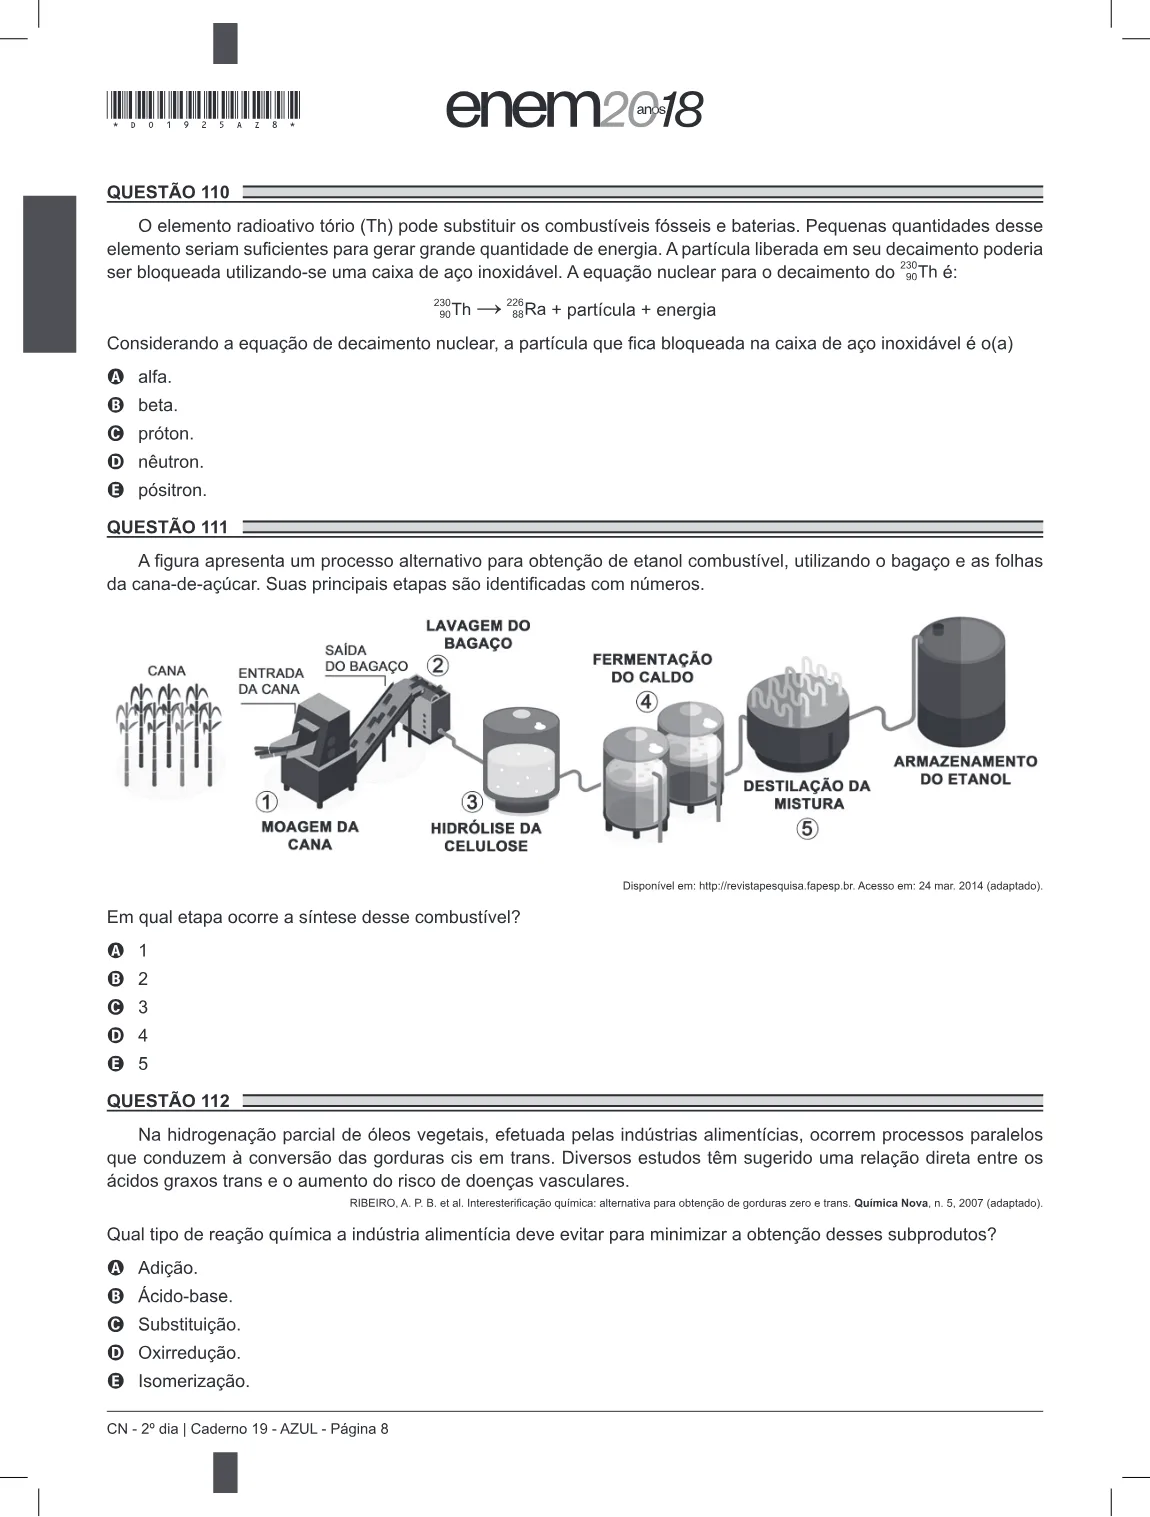 * D O 1 9 2 5 A Z 8 *
enem2018
anos
QUESTÃO 110
O elemento radioativo tório (Th) pode substituir os combustíveis fósseis e baterias. Pequenas quantidades desse
elemento seriam suficientes para gerar grande quantidade de energia. A partícula liberada em seu decaimento poderia
ser bloqueada utilizando-se uma caixa de aço inoxidável. A equação nuclear para o decaimento do ²³⁰₉₀Th é:
²³⁰₉₀Th ⟶ ²²⁶₈₈Ra + partícula + energia
Considerando a equação de decaimento nuclear, a partícula que fica bloqueada na caixa de aço inoxidável é o(a)
A alfa.
B beta.
C próton.
D nêutron.
E pósitron.
QUESTÃO 111
A figura apresenta um processo alternativo para obtenção de etanol combustível, utilizando o bagaço e as folhas
da cana-de-açúcar. Suas principais etapas são identificadas com números.
CANA
ENTRADA
DA CANA
SAÍDA
DO BAGAÇO
LAVAGEM DO
BAGAÇO
2
FERMENTAÇÃO
DO CALDO
4
1
MOAGEM DA
CANA
3
HIDRÓLISE DA
CELULOSE
DESTILAÇÃO DA
MISTURA
5
ARMAZENAMENTO
DO ETANOL
Disponível em: http://revistapesquisa.fapesp.br. Acesso em: 24 mar. 2014 (adaptado).
Em qual etapa ocorre a síntese desse combustível?
A 1
B 2
C 3
D 4
E 5
QUESTÃO 112
Na hidrogenação parcial de óleos vegetais, efetuada pelas indústrias alimentícias, ocorrem processos paralelos
que conduzem à conversão das gorduras cis em trans. Diversos estudos têm sugerido uma relação direta entre os
ácidos graxos trans e o aumento do risco de doenças vasculares.
RIBEIRO, A. P. B. et al. Interesterificação química: alternativa para obtenção de gorduras zero e trans. Química Nova, n. 5, 2007 (adaptado).
Qual tipo de reação química a indústria alimentícia deve evitar para minimizar a obtenção desses subprodutos?
A Adição.
B Ácido-base.
C Substituição.
D Oxirredução.
E Isomerização.
CN - 2º dia | Caderno 19 - AZUL - Página 8